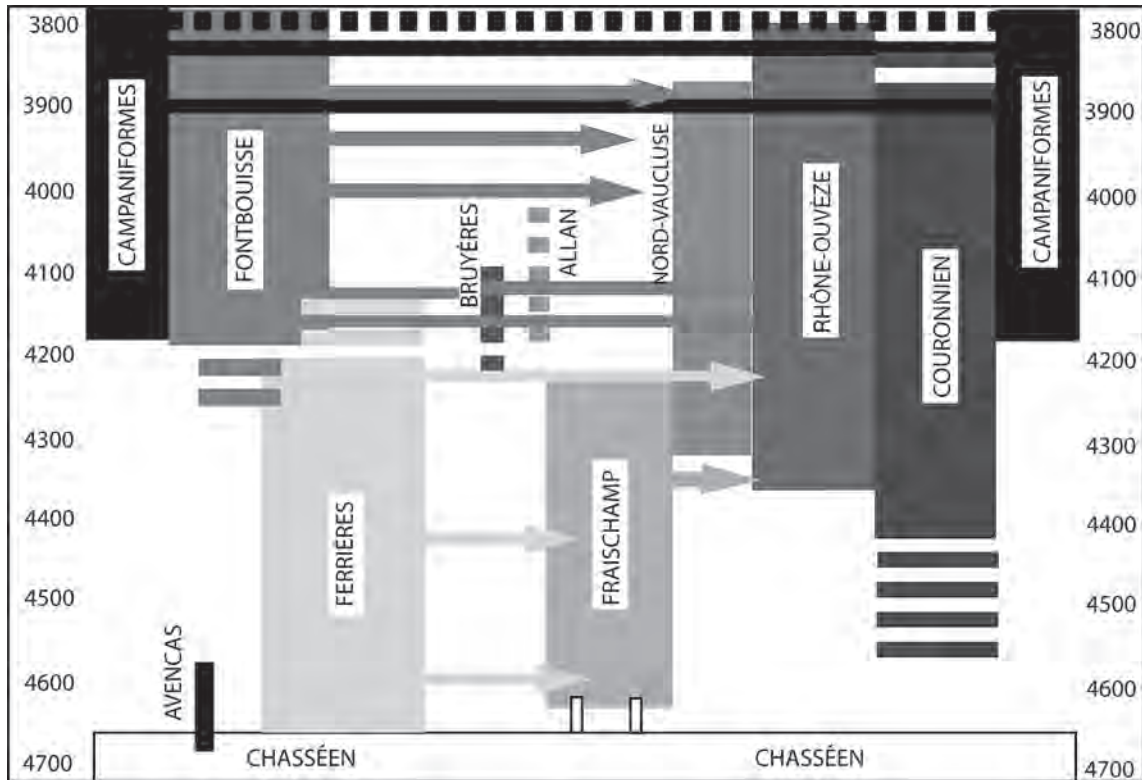 3800
3900
4000
4100
4200
4300
4400
4500
4600
4700
CAMPANIFORMES
FONTBOUISSE
FERRIÈRES
AVENCAS
BRUYÈRES
ALLAN
FRAISCHAMP
NORD-VAUCLUSE
RHÔNE-OUVÈZE
COURONNIEN
CAMPANIFORMES
CHASSÉEN
CHASSÉEN
3800
3900
4000
4100
4200
4300
4400
4500
4600
4700